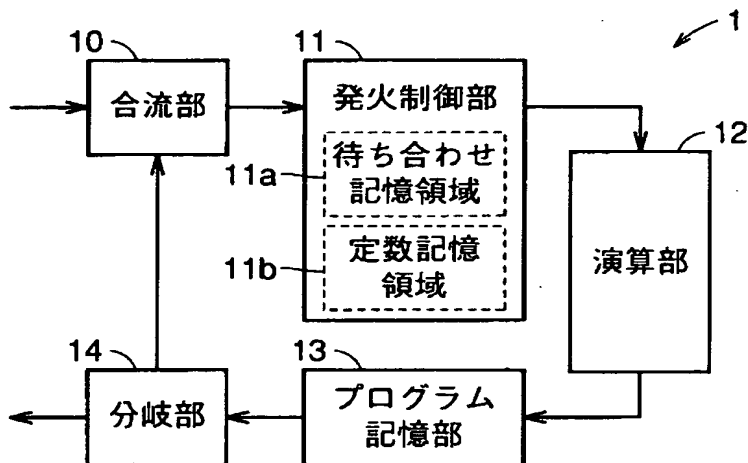 1
10
合流部
11
発火制御部
11a
待ち合わせ
記憶領域
11b
定数記憶
領域
12
演算部
14
分岐部
13
プログラム
記憶部